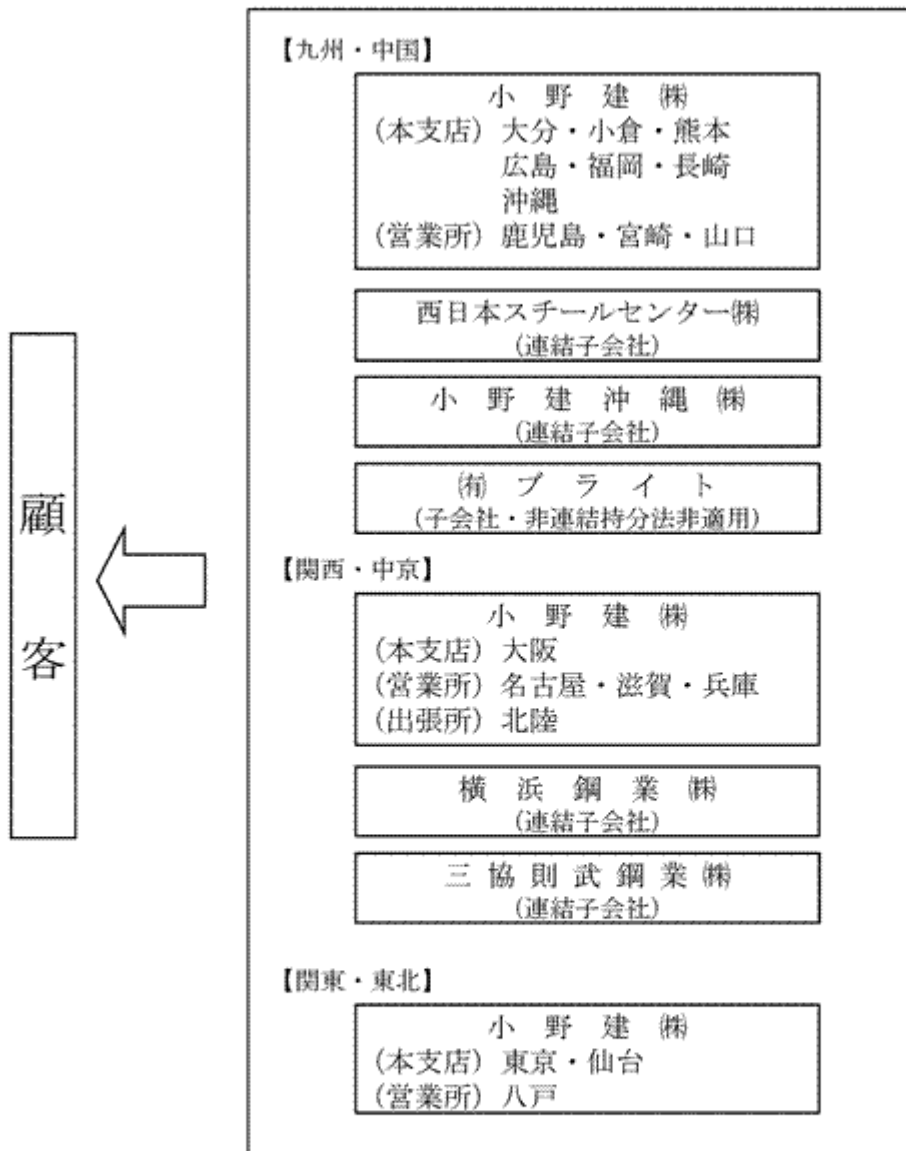 顧客
【九州・中国】
小野建㈱
(本支店) 大分・小倉・熊本
広島・福岡・長崎
沖縄
(営業所) 鹿児島・宮崎・山口
西日本スチールセンター㈱
(連結子会社)
小野建沖縄㈱
(連結子会社)
㈲ブライト
(子会社・非連結持分法非適用)
【関西・中京】
小野建㈱
(本支店) 大阪
(営業所) 名古屋・滋賀・兵庫
(出張所) 北陸
横浜鋼業㈱
(連結子会社)
三協則武鋼業㈱
(連結子会社)
【関東・東北】
小野建㈱
(本支店) 東京・仙台
(営業所) 八戸